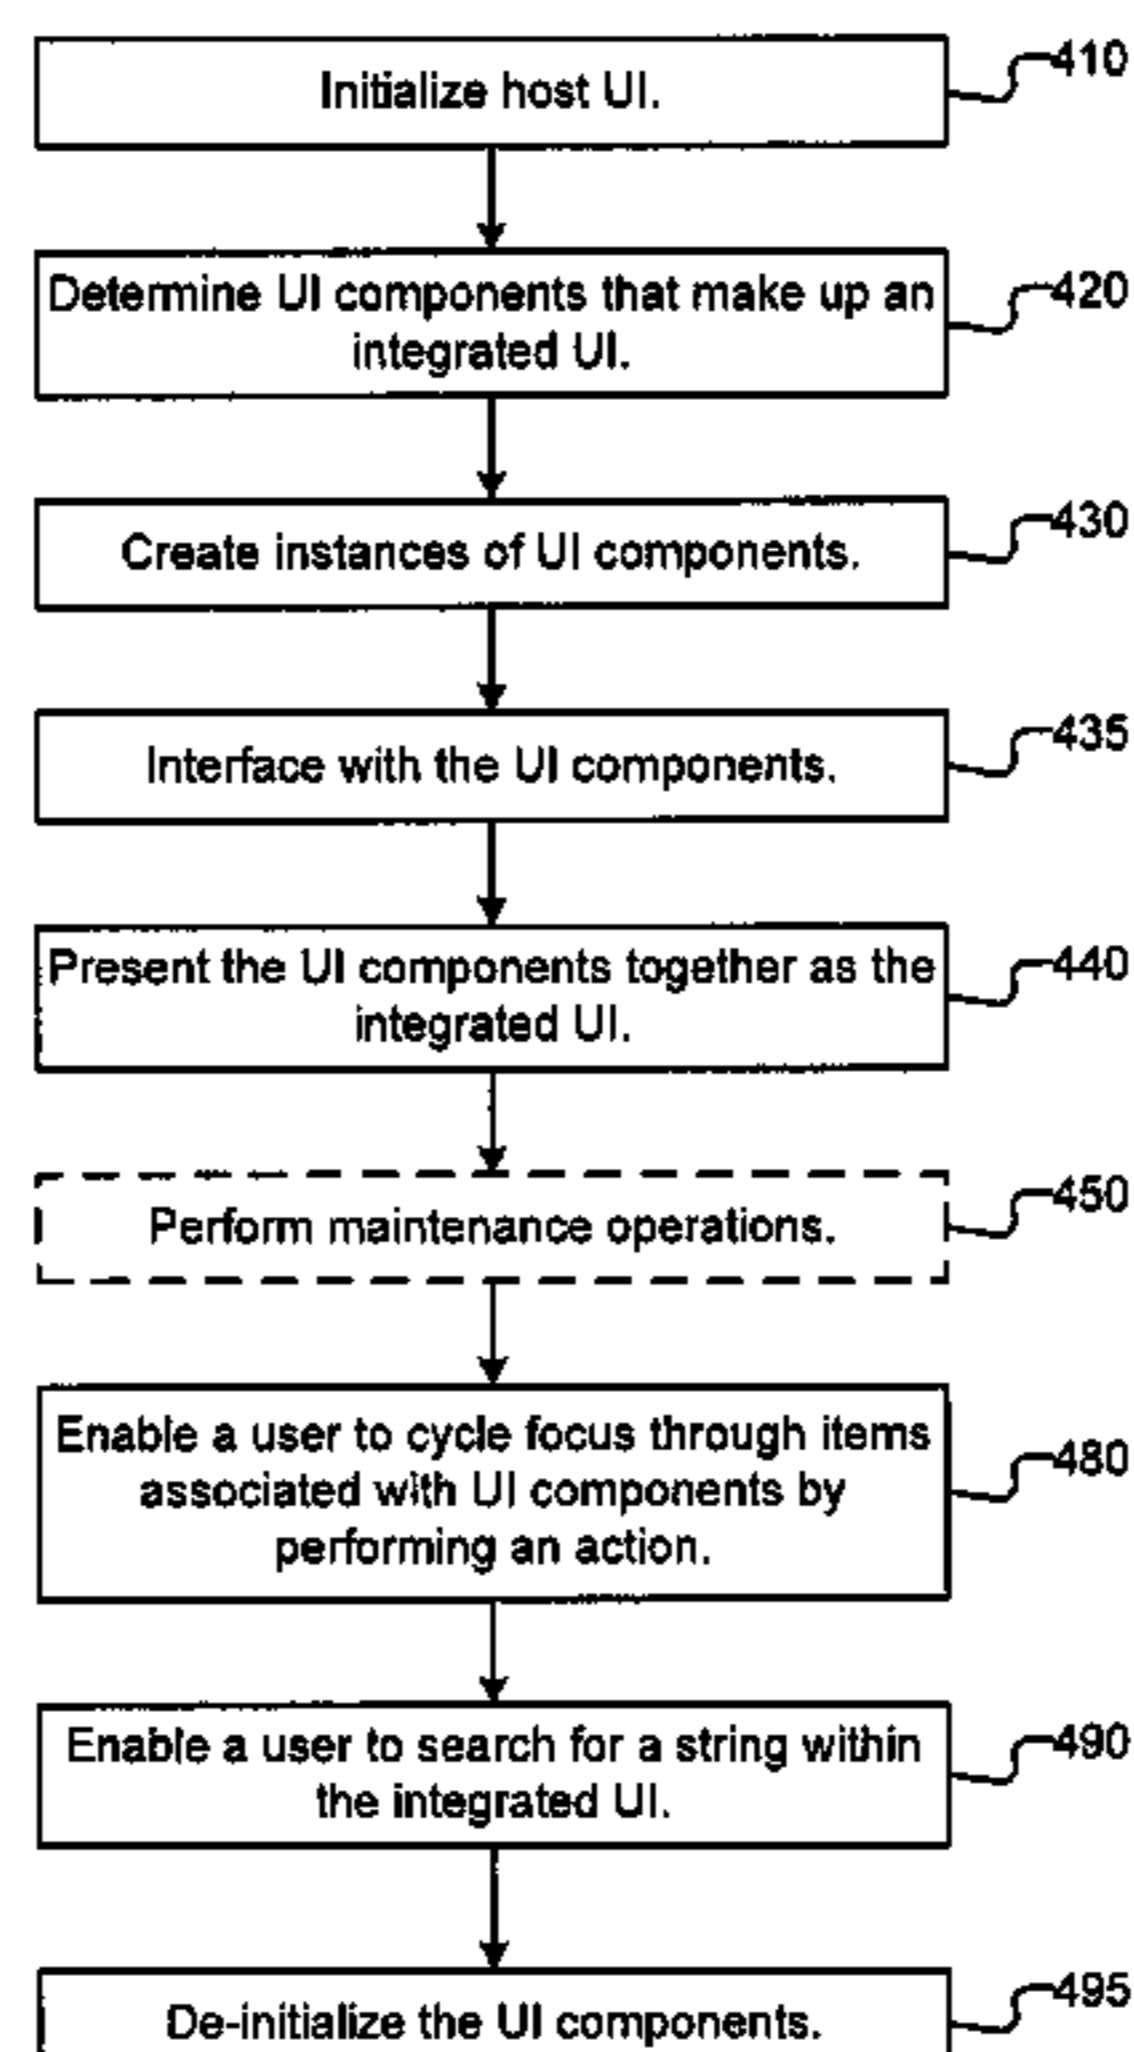 Initialize host UI.
410
Determine UI components that make up an
integrated UI.
420
Create instances of UI components.
430
Interface with the UI components.
435
Present the UI components together as the
integrated UI.
440
Perform maintenance operations.
450
Enable a user to cycle focus through items
associated with UI components by
performing an action.
480
Enable a user to search for a string within
the integrated UI.
490
De-initialize the UI components.
495